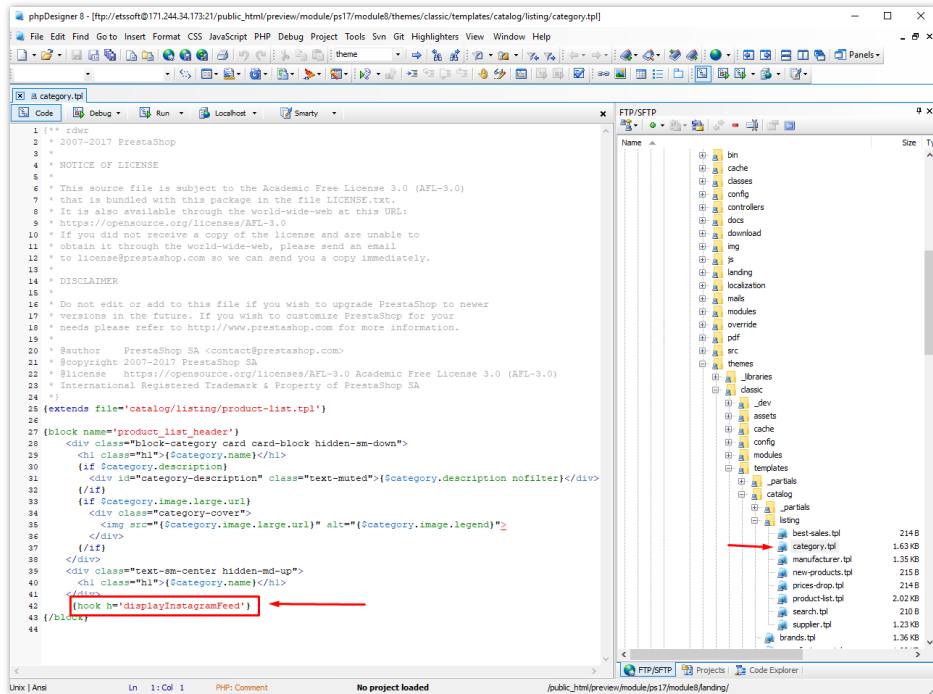 phpDesigner 8 - [ftp://etssoft@171.244.34.173:21/public_html/preview/module/ps17/module8/themes/classic/templates/catalog/listing/category.tpl]
File Edit Find Go to Insert Format CSS JavaScript PHP Debug Project Tools Svn Git Highlighters View Window Help
theme
Panels
category.tpl
Code Debug Run Localhost Smarty
1 {** rdwr
2 * 2007-2017 PrestaShop
3 *
4 * NOTICE OF LICENSE
5 *
6 * This source file is subject to the Academic Free License 3.0 (AFL-3.0)
7 * that is bundled with this package in the file LICENSE.txt.
8 * It is also available through the world-wide-web at this URL:
9 * https://opensource.org/licenses/AFL-3.0
10 * If you did not receive a copy of the license and are unable to
11 * obtain it through the world-wide-web, please send an email
12 * to license@prestashop.com so we can send you a copy immediately.
13 *
14 * DISCLAIMER
15 *
16 * Do not edit or add to this file if you wish to upgrade PrestaShop to newer
17 * versions in the future. If you wish to customize PrestaShop for your
18 * needs please refer to http://www.prestashop.com for more information.
19 *
20 * @author PrestaShop SA <contact@prestashop.com>
21 * @copyright 2007-2017 PrestaShop SA
22 * @license https://opensource.org/licenses/AFL-3.0 Academic Free License 3.0 (AFL-3.0)
23 * International Registered Trademark & Property of PrestaShop SA
24 *}
25 {extends file='catalog/listing/product-list.tpl'}
26
27 {block name='product_list_header'}
28 <div class="block-category card card-block hidden-sm-down">
29 <h1 class="h1">{$category.name}</h1>
30 {if $category.description}
31 <div id="category-description" class="text-muted">{$category.description nofilter}</div>
32 {/if}
33 {if $category.image.large.url}
34 <div class="category-cover">
35 <img src="{$category.image.large.url}" alt="{$category.image.legend}">
36 </div>
37 {/if}
38 </div>
39 <div class="text-sm-center hidden-md-up">
40 <h1 class="h1">{$category.name}</h1>
41 </div>
42 {hook h='displayInstagramFeed'}
43 {/block}
44
FTP/SFTP
Name Size Ty
bin
cache
classes
config
controllers
docs
download
img
js
landing
localization
mails
modules
override
pdf
src
themes
_libraries
classic
_dev
assets
cache
config
modules
templates
_partials
catalog
_partials
listing
best-sales.tpl 214 B
category.tpl 1.63 KB
manufacturer.tpl 1.35 KB
new-products.tpl 215 B
prices-drop.tpl 214 B
product-list.tpl 2.02 KB
search.tpl 210 B
supplier.tpl 1.23 KB
brands.tpl 1.36 KB
FTP/SFTP Projects Code Explorer
Unix | Ansi Ln 1 : Col 1 PHP: Comment No project loaded /public_html/preview/module/ps17/module8/landing/